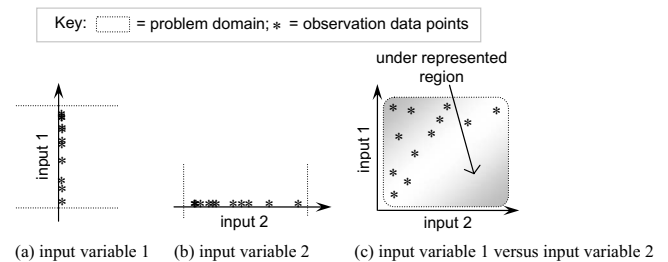 Key: = problem domain; * = observation data points
under represented
region
input 1
input 1
input 2
input 2
(a) input variable 1
(b) input variable 2
(c) input variable 1 versus input variable 2